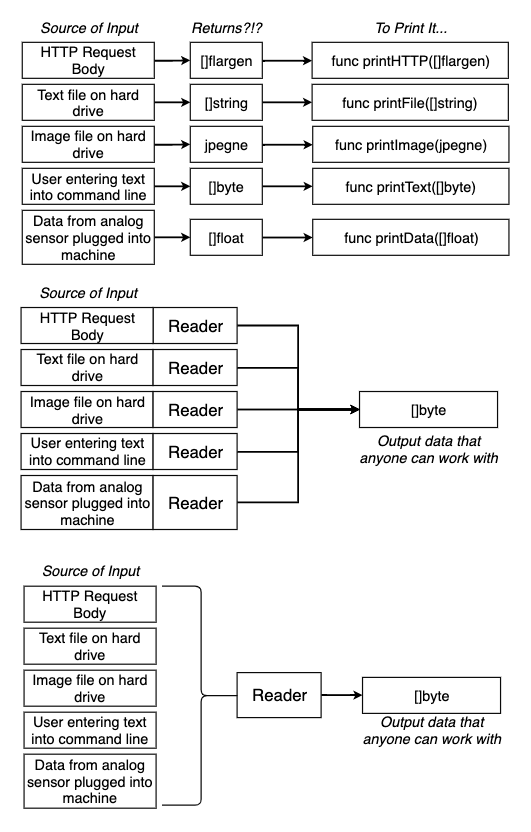 Source of Input
Returns?!?
To Print It...
HTTP Request
Body
[]flargen
func printHTTP([]flargen)
Text file on hard
drive
[]string
func printFile([]string)
Image file on hard
drive
jpegne
func printImage(jpegne)
User entering text
into command line
[]byte
func printText([]byte)
Data from analog
sensor plugged into
machine
[]float
func printData([]float)
Source of Input
HTTP Request
Body
Reader
Text file on hard
drive
Reader
Image file on hard
drive
Reader
User entering text
into command line
Reader
Data from analog
sensor plugged into
machine
Reader
[]byte
Output data that
anyone can work with
Source of Input
HTTP Request
Body
Text file on hard
drive
Image file on hard
drive
User entering text
into command line
Data from analog
sensor plugged into
machine
Reader
[]byte
Output data that
anyone can work with